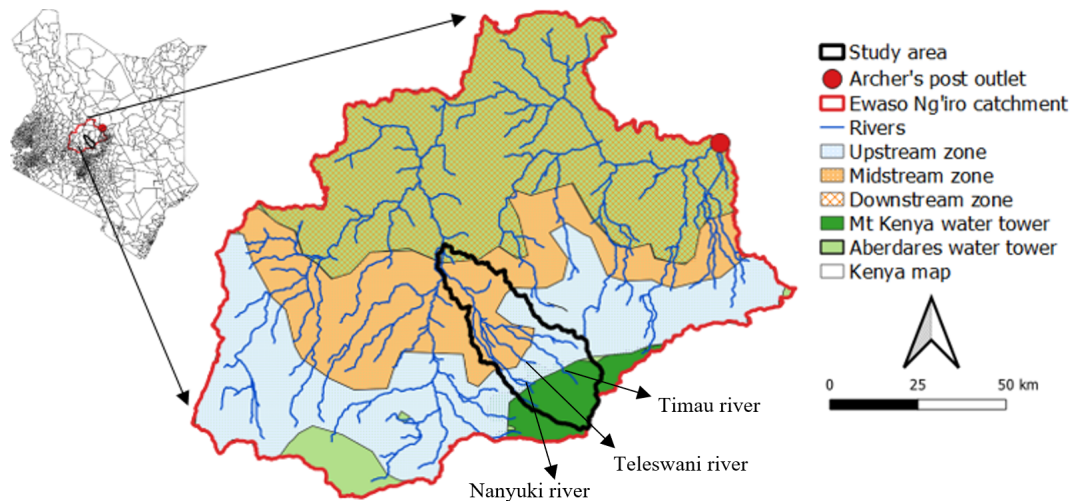 Study area
Archer's post outlet
Ewaso Ng'iro catchment
Rivers
Upstream zone
Midstream zone
Downstream zone
Mt Kenya water tower
Aberdares water tower
Kenya map
0 25 50 km
Timau river
Teleswani river
Nanyuki river